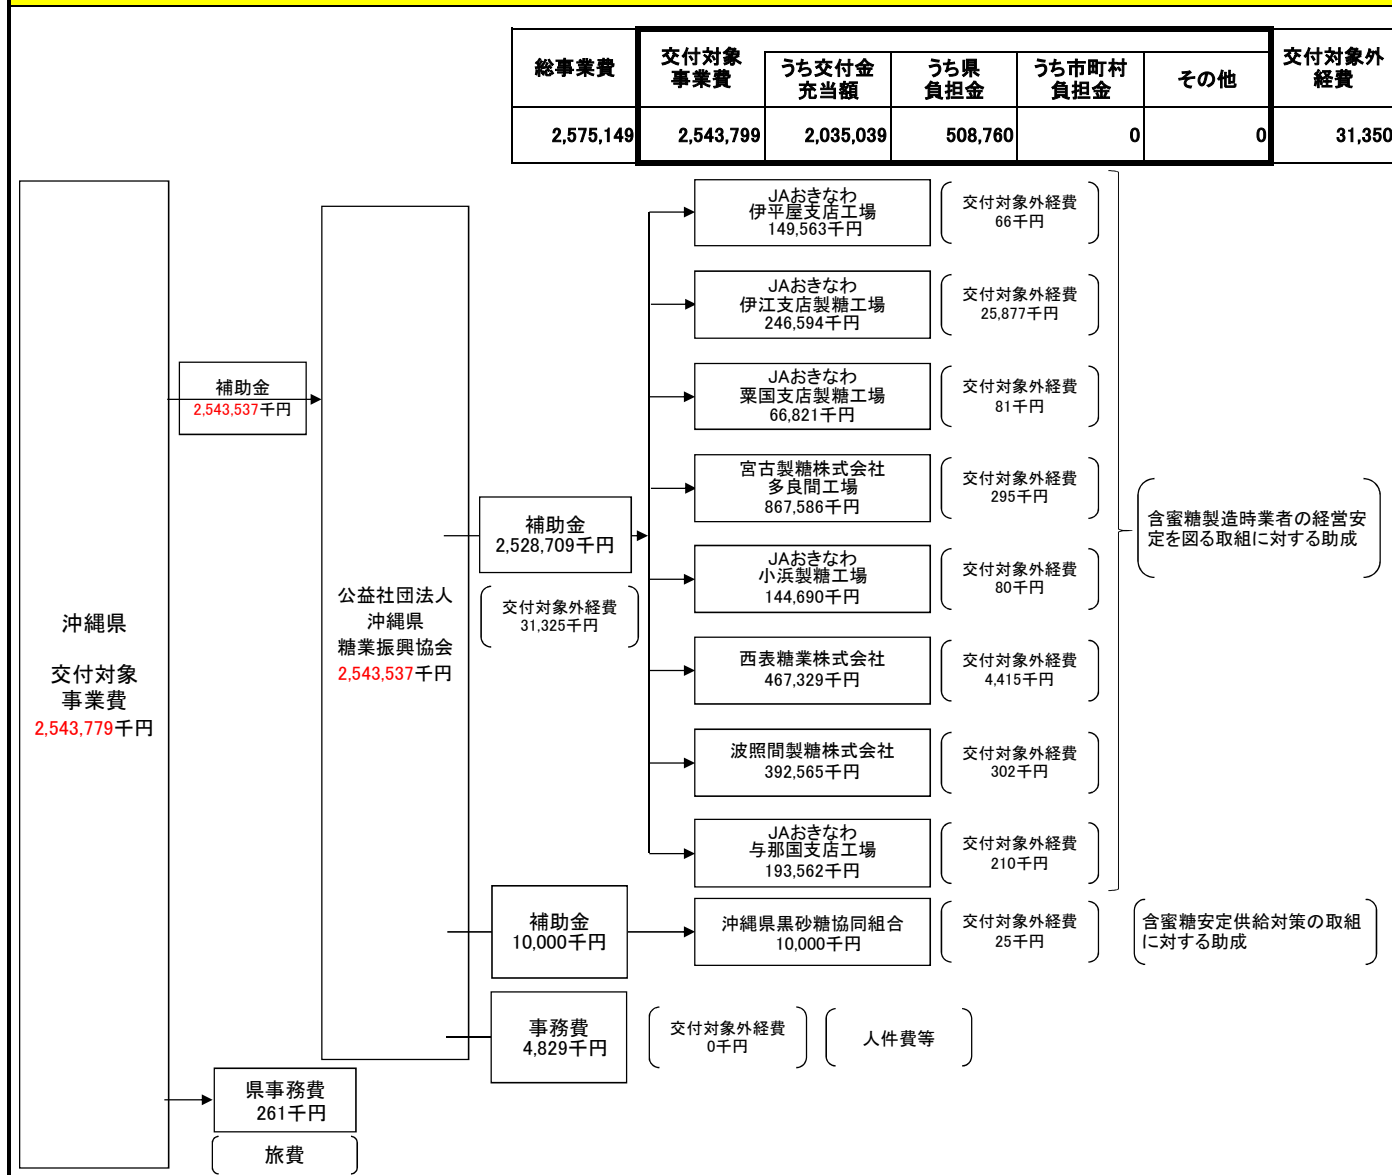 総事業費
交付対象
事業費
うち交付金
充当額
うち県
負担金
うち市町村
負担金
その他
交付対象外
経費
2,575,149
2,543,799
2,035,039
508,760
0
0
31,350
沖縄県
交付対象
事業費
2,543,779千円
補助金
2,543,537千円
公益社団法人
沖縄県
糖業振興協会
2,543,537千円
補助金
2,528,709千円
交付対象外経費
31,325千円
JAおきなわ
伊平屋支店工場
149,563千円
交付対象外経費
66千円
JAおきなわ
伊江支店製糖工場
246,594千円
交付対象外経費
25,877千円
JAおきなわ
粟国支店製糖工場
66,821千円
交付対象外経費
81千円
宮古製糖株式会社
多良間工場
867,586千円
交付対象外経費
295千円
JAおきなわ
小浜製糖工場
144,690千円
交付対象外経費
80千円
西表糖業株式会社
467,329千円
交付対象外経費
4,415千円
波照間製糖株式会社
392,565千円
交付対象外経費
302千円
JAおきなわ
与那国支店工場
193,562千円
交付対象外経費
210千円
含蜜糖製造時業者の経営安
定を図る取組に対する助成
補助金
10,000千円
沖縄県黒砂糖協同組合
10,000千円
交付対象外経費
25千円
含蜜糖安定供給対策の取組
に対する助成
事務費
4,829千円
交付対象外経費
0千円
人件費等
県事務費
261千円
旅費